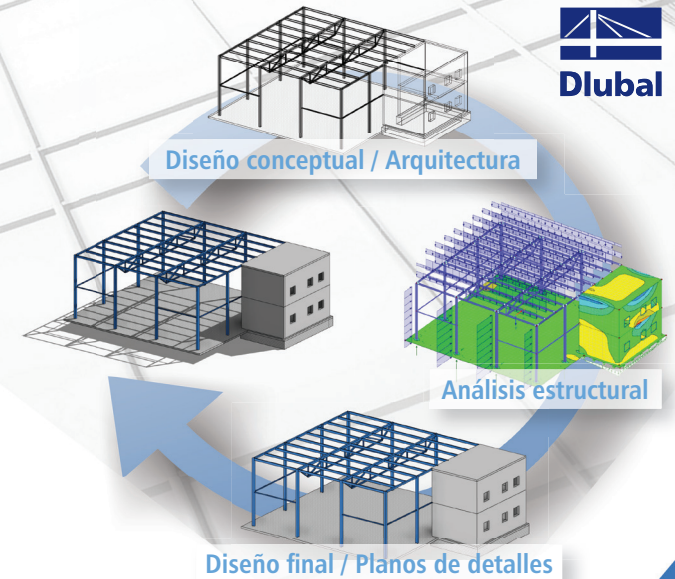 Dlubal
Diseño conceptual / Arquitectura
Análisis estructural
Diseño final / Planos de detalles